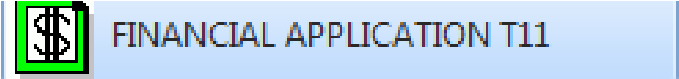 FINANCIAL APPLICATION T11